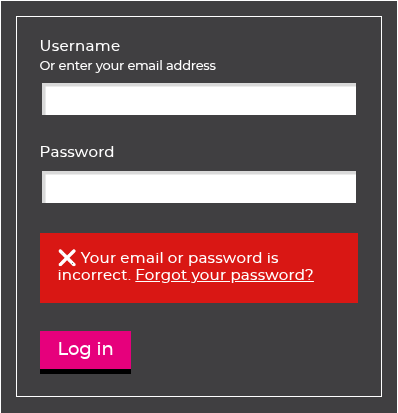 Username
Or enter your email address
Password
Your email or password is
incorrect. Forgot your password?
Log in